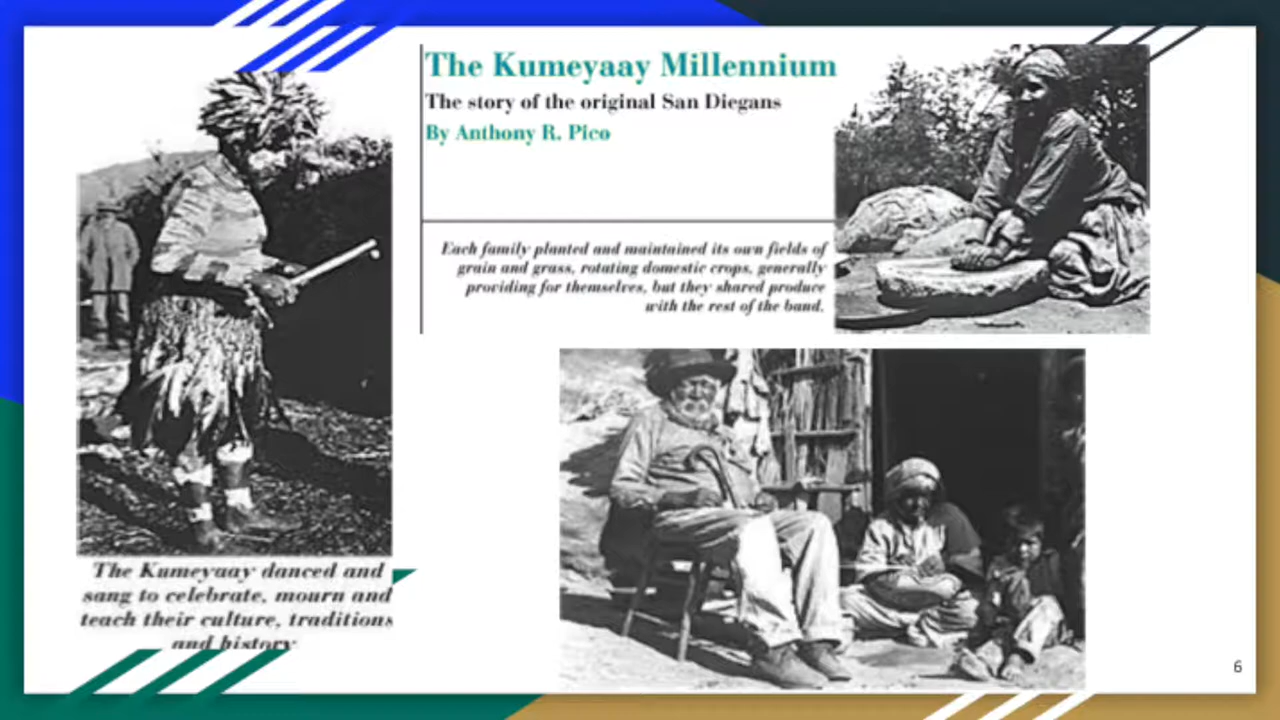 The Kumeyaay Millennium
The story of the original San Diegans
By Anthony R. Pico
Each family planted and maintained its own fields of
grain and grass, rotating domestic crops, generally
providing for themselves, but they shared produce
with the rest of the band.
The Kumeyaay danced and
sang to celebrate, mourn and
teach their culture, traditions
and history
6